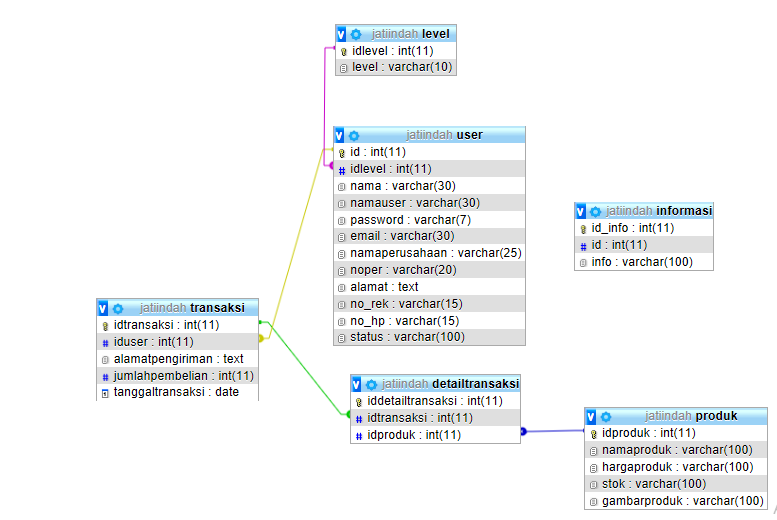 jatiindah level
idlevel : int(11)
level : varchar(10)
jatiindah user
id : int(11)
idlevel : int(11)
nama : varchar(30)
namauser : varchar(30)
password : varchar(7)
email : varchar(30)
namaperusahaan : varchar(25)
noper : varchar(20)
alamat : text
no_rek : varchar(15)
no_hp : varchar(15)
status : varchar(100)
jatiindah informasi
id_info : int(11)
id : int(11)
info : varchar(100)
jatiindah transaksi
idtransaksi : int(11)
iduser : int(11)
alamatpengiriman : text
jumlahpembelian : int(11)
tanggaltransaksi : date
jatiindah detailtransaksi
iddetailtransaksi : int(11)
idtransaksi : int(11)
idproduk : int(11)
jatiindah produk
idproduk : int(11)
namaproduk : varchar(100)
hargaproduk : varchar(100)
stok : varchar(100)
gambarproduk : varchar(100)